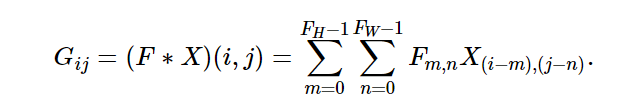 G_{ij} = (F * X)(i, j) = \sum_{m=0}^{F_H-1} \sum_{n=0}^{F_W-1} F_{m,n} X_{(i-m),(j-n)}.